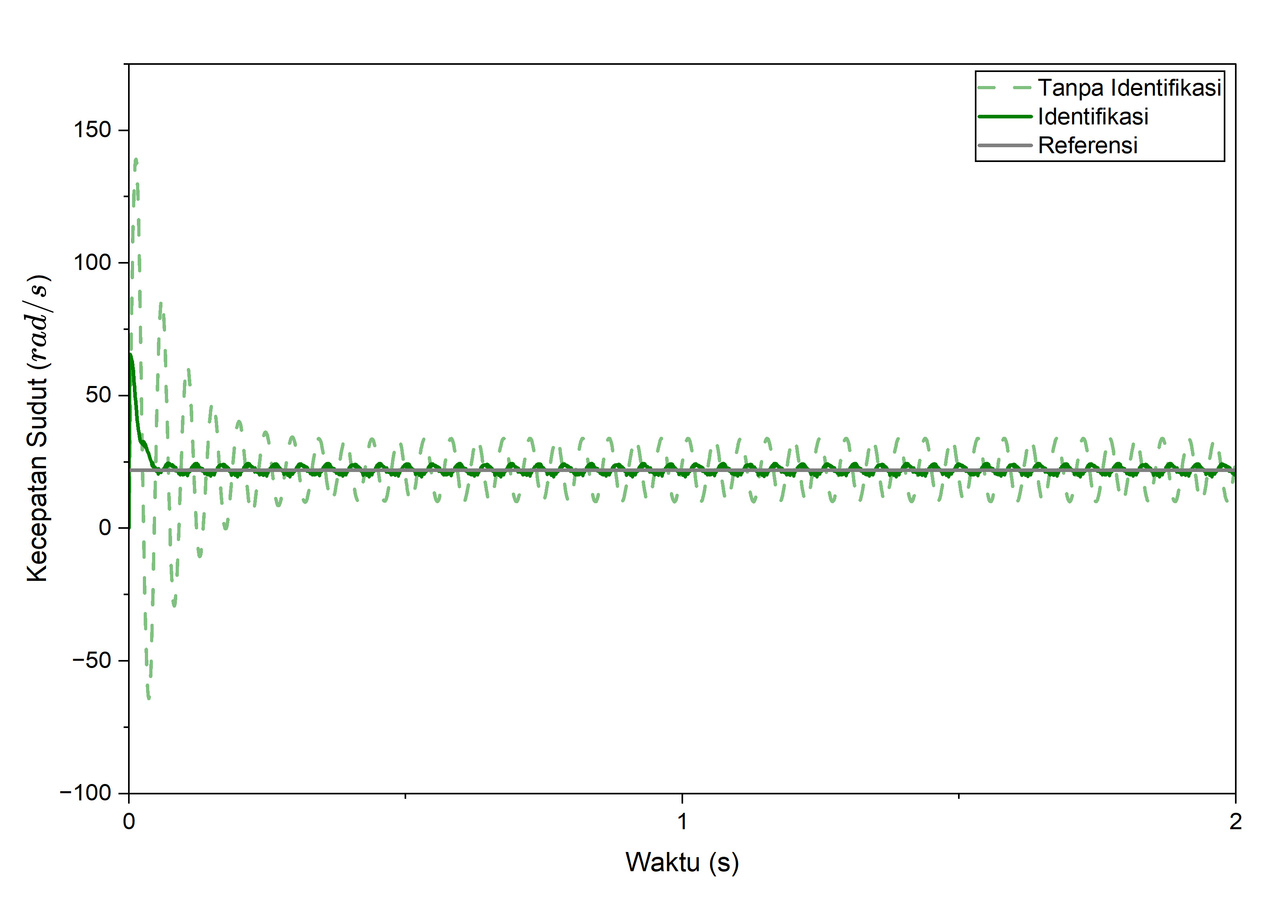 Tanpa Identifikasi
Identifikasi
Referensi
150
100
50
0
−50
−100
Kecepatan Sudut (rad/s)
0
1
2
Waktu (s)